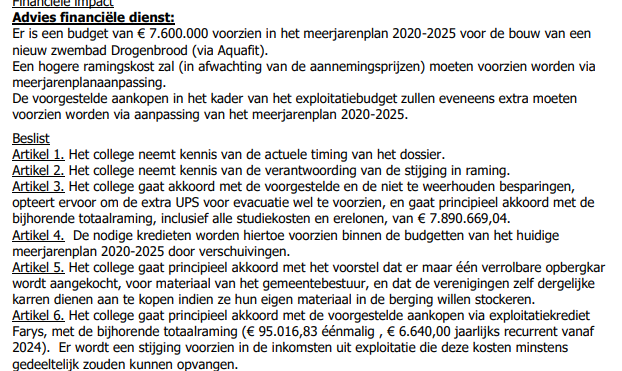 Financiële impact
Advies financiële dienst:
Er is een budget van € 7.600.000 voorzien in het meerjarenplan 2020-2025 voor de bouw van een
nieuw zwembad Drogenbrood (via Aquafit).
Een hogere ramingskost zal (in afwachting van de aannemingsprijzen) moeten voorzien worden via
meerjarenplanaanpassing.
De voorgestelde aankopen in het kader van het exploitatiebudget zullen eveneens extra moeten
voorzien worden via aanpassing van het meerjarenplan 2020-2025.
Beslist
Artikel 1. Het college neemt kennis van de actuele timing van het dossier.
Artikel 2. Het college neemt kennis van de verantwoording van de stijging in raming.
Artikel 3. Het college gaat akkoord met de voorgestelde en de niet te weerhouden besparingen,
opteert ervoor om de extra UPS voor evacuatie wel te voorzien, en gaat principieel akkoord met de
bijhorende totaalraming, inclusief alle studiekosten en erelonen, van € 7.890.669,04.
Artikel 4.  De nodige kredieten worden hiertoe voorzien binnen de budgetten van het huidige
meerjarenplan 2020-2025 door verschuivingen.
Artikel 5. Het college gaat principieel akkoord met het voorstel dat er maar één verrolbare opbergkar
wordt aangekocht, voor materiaal van het gemeentebestuur, en dat de verenigingen zelf dergelijke
karren dienen aan te kopen indien ze hun eigen materiaal in de berging willen stockeren.
Artikel 6. Het college gaat principieel akkoord met de voorgestelde aankopen via exploitatiekrediet
Farys, met de bijhorende totaalraming (€ 95.016,83 éénmalig , € 6.640,00 jaarlijks recurrent vanaf
2024).  Er wordt een stijging voorzien in de inkomsten uit exploitatie die deze kosten minstens
gedeeltelijk zouden kunnen opvangen.